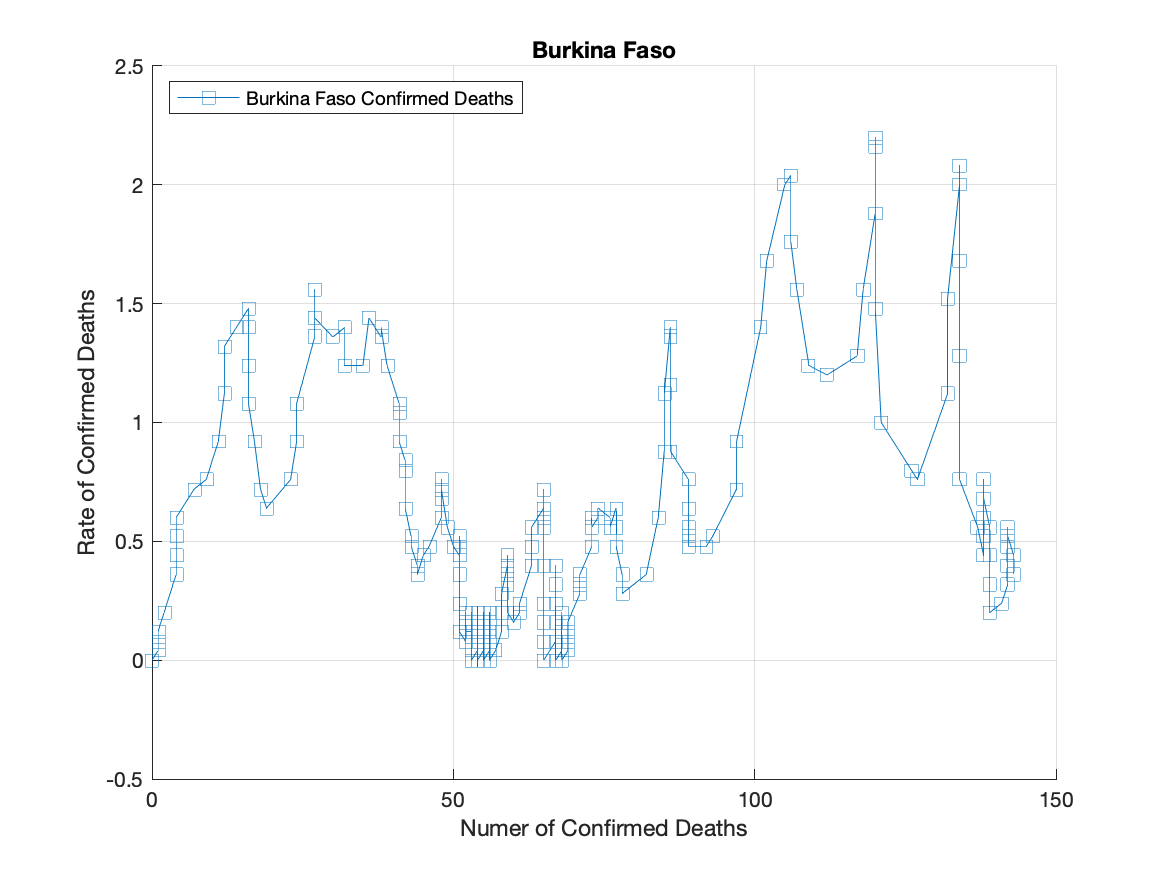 Burkina Faso
Burkina Faso Confirmed Deaths
2.5
2
1.5
1
0.5
0
-0.5
Rate of Confirmed Deaths
0 50 100 150
Numer of Confirmed Deaths